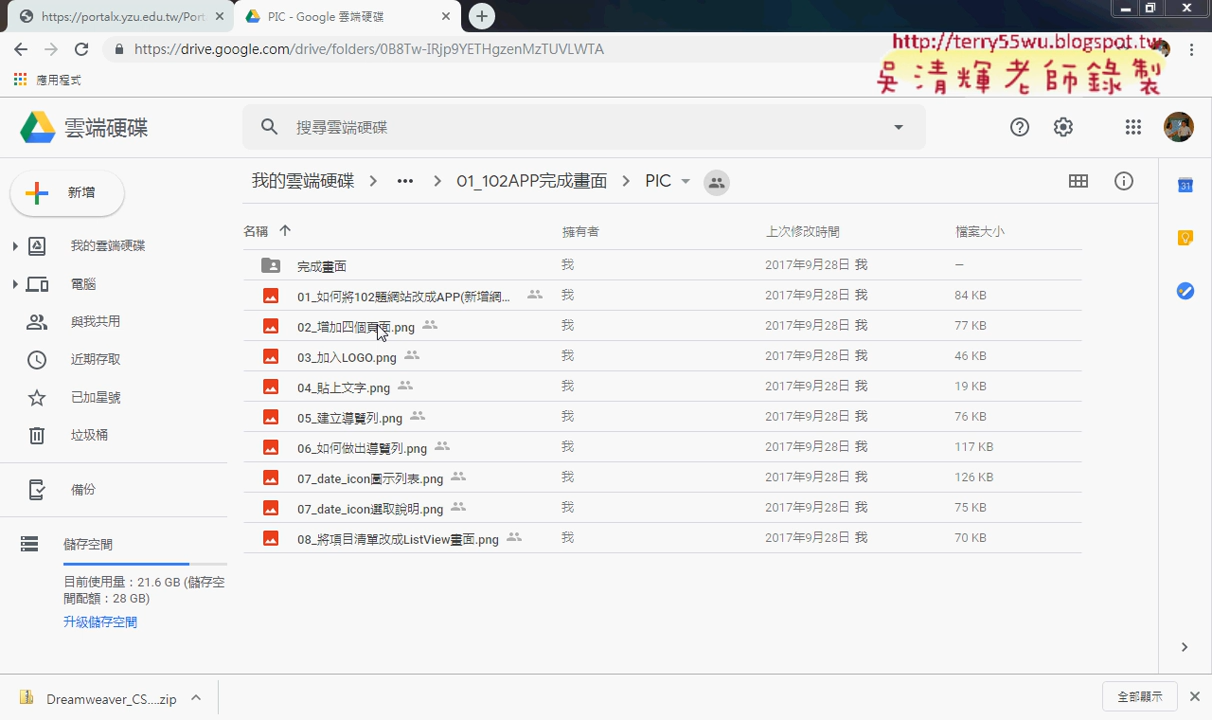 https://portalx.yzu.edu.tw/Port
PIC - Google 雲端硬碟
https://drive.google.com/drive/folders/0B8Tw-IRjp9YETHgzenMzTUVLWTA
http://terry55wu.blogspot.tw
吳清輝老師錄製
應用程式
雲端硬碟
搜尋雲端硬碟
新增
我的雲端硬碟
•••
01_102APP完成畫面
PIC
名稱
擁有者
上次修改時間
檔案大小
我的雲端硬碟
電腦
與我共用
近期存取
已加星號
垃圾桶
備份
儲存空間
目前使用量：21.6 GB (儲存空
間配額：28 GB)
升級儲存空間
完成畫面 我 2017年9月28日 我 —
01_如何將102題網站改成APP(新增網... 我 2017年9月28日 我 84 KB
02_增加四個頁面.png 我 2017年9月28日 我 77 KB
03_加入LOGO.png 我 2017年9月28日 我 46 KB
04_貼上文字.png 我 2017年9月28日 我 19 KB
05_建立導覽列.png 我 2017年9月28日 我 76 KB
06_如何做出導覽列.png 我 2017年9月28日 我 117 KB
07_date_icon圖示列表.png 我 2017年9月28日 我 126 KB
07_date_icon選取說明.png 我 2017年9月28日 我 75 KB
08_將項目清單改成ListView畫面.png 我 2017年9月28日 我 70 KB
31
Dreamweaver_CS....zip
全部顯示